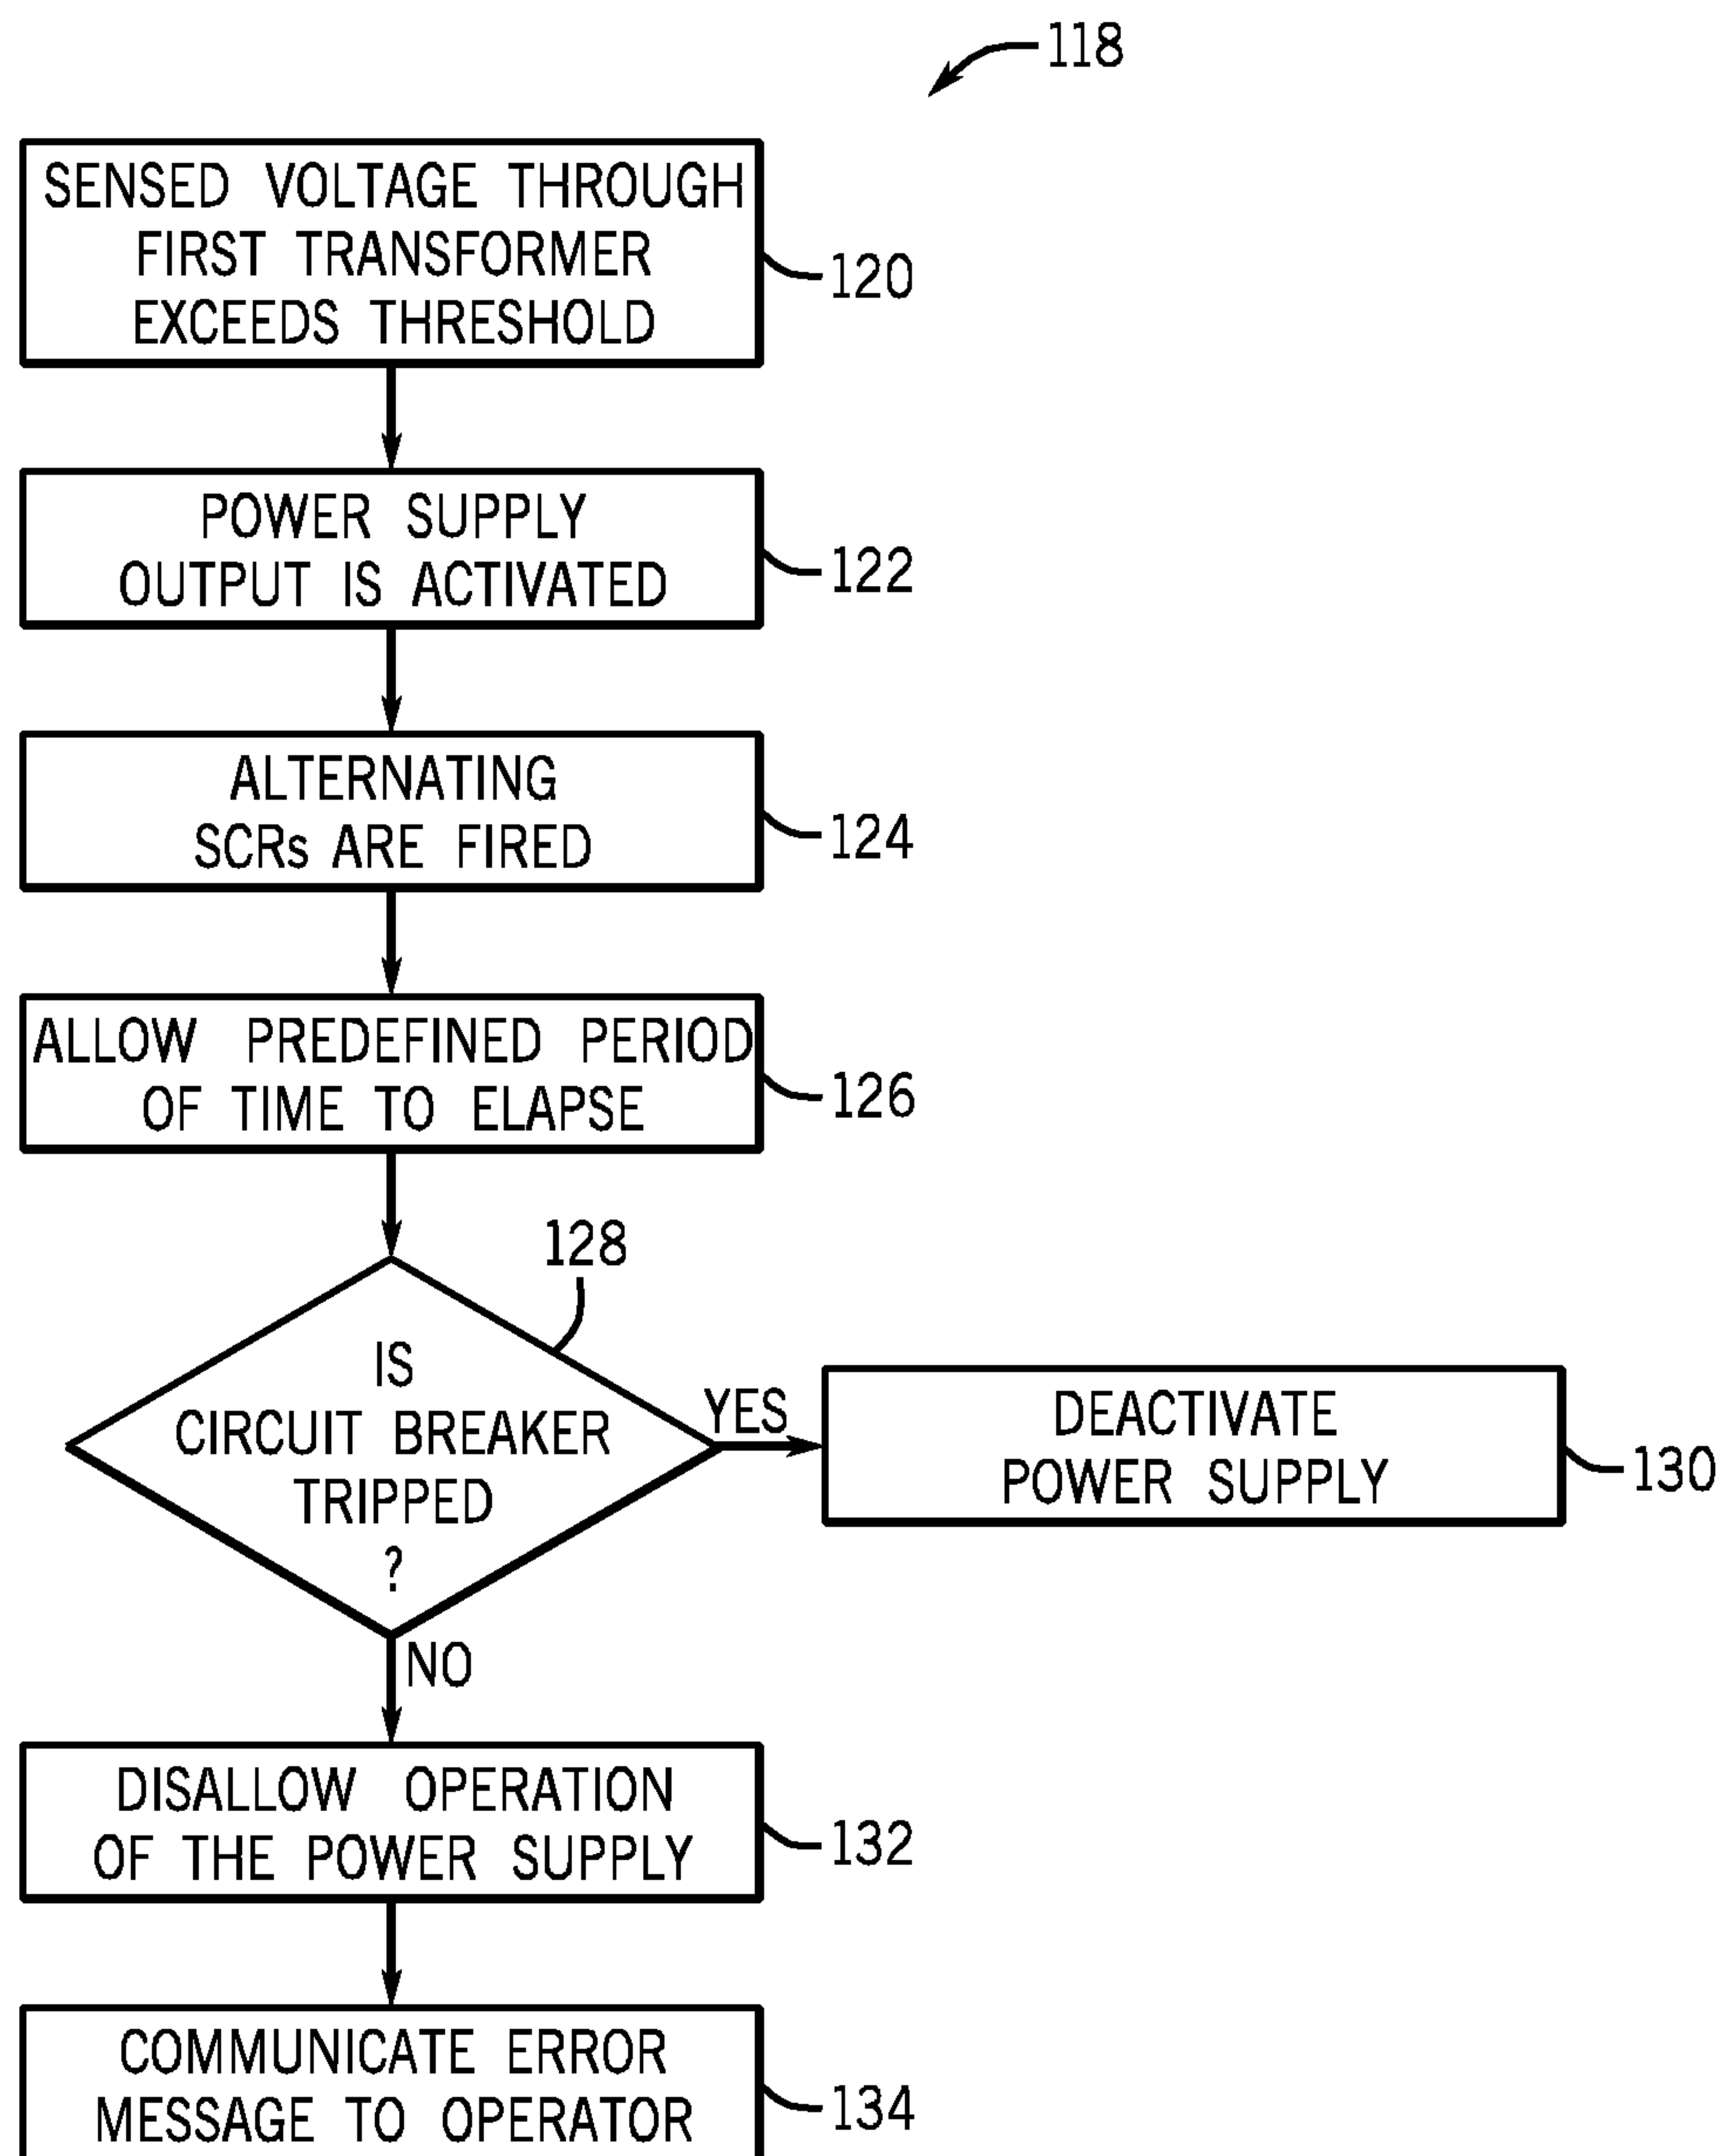 118
SENSED VOLTAGE THROUGH
FIRST TRANSFORMER
EXCEEDS THRESHOLD
120
POWER SUPPLY
OUTPUT IS ACTIVATED
122
ALTERNATING
SCRs ARE FIRED
124
ALLOW PREDEFINED PERIOD
OF TIME TO ELAPSE
126
128
IS
CIRCUIT BREAKER
TRIPPED
?
YES
DEACTIVATE
POWER SUPPLY
130
NO
DISALLOW OPERATION
OF THE POWER SUPPLY
132
COMMUNICATE ERROR
MESSAGE TO OPERATOR
134